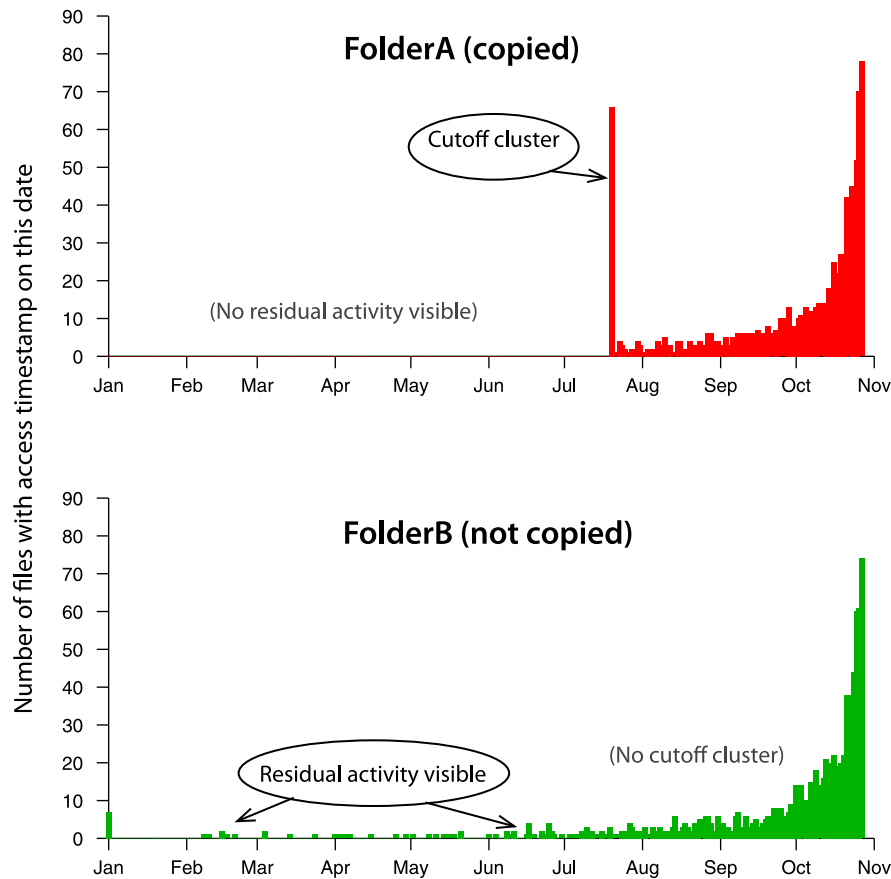 Number of files with access timestamp on this date
FolderA (copied)
90
80
70
60
50
40
30
20
10
0
Cutoff cluster
(No residual activity visible)
Jan Feb Mar Apr May Jun Jul Aug Sep Oct Nov
FolderB (not copied)
90
80
70
60
50
40
30
20
10
0
(No cutoff cluster)
Residual activity visible
Jan Feb Mar Apr May Jun Jul Aug Sep Oct Nov